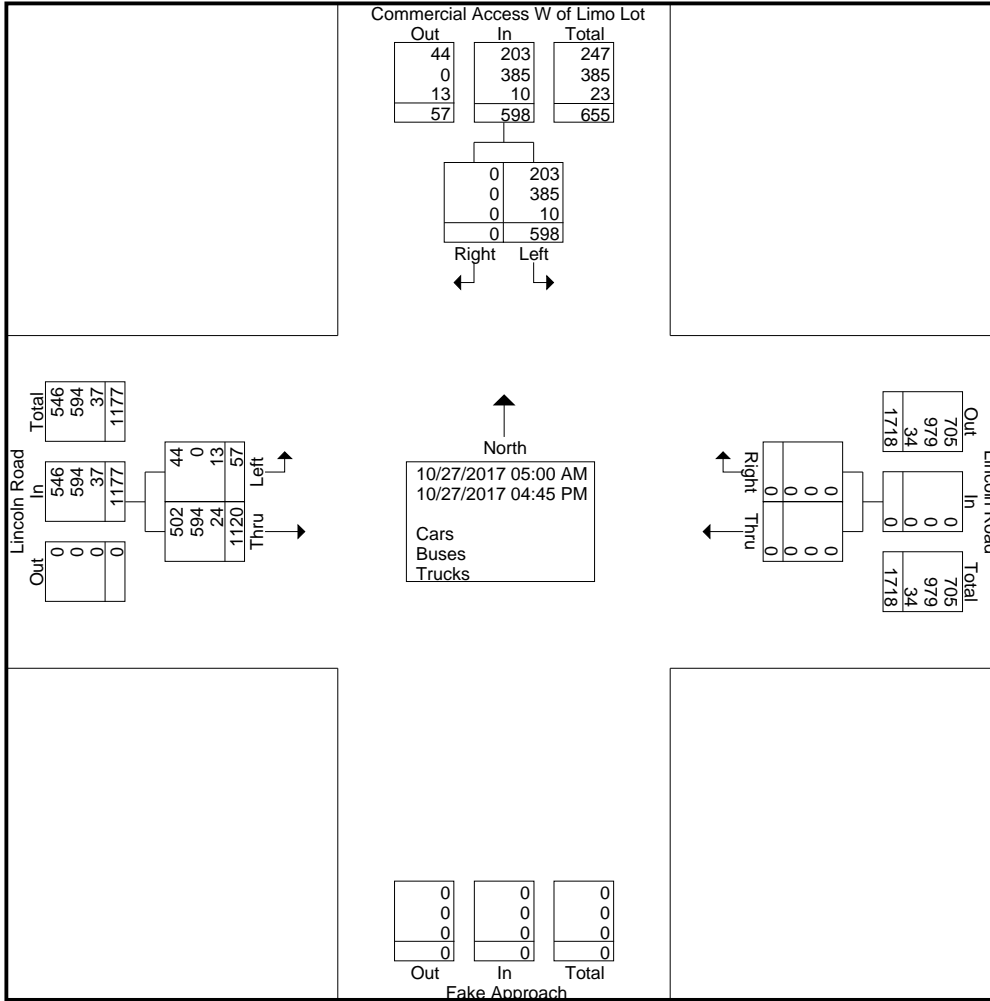 Commercial Access W of Limo Lot
Out In Total
44 203 247
0 385 385
13 10 23
57 598 655
0 203
0 385
0 10
0 598
Right Left
Lincoln Road
Total
546
594
37
1177
In
546
594
37
1177
Out
0
0
0
0
Left
44
0
13
57
Thru
502
594
24
1120
North
10/27/2017 05:00 AM
10/27/2017 04:45 PM
Cars
Buses
Trucks
Right
0
0
0
0
Thru
0
0
0
0
Lincoln Road
Out
705
979
34
1718
In
0
0
0
0
Total
705
979
34
1718
0 0 0
0 0 0
0 0 0
0 0 0
Out In Total
Fake Approach